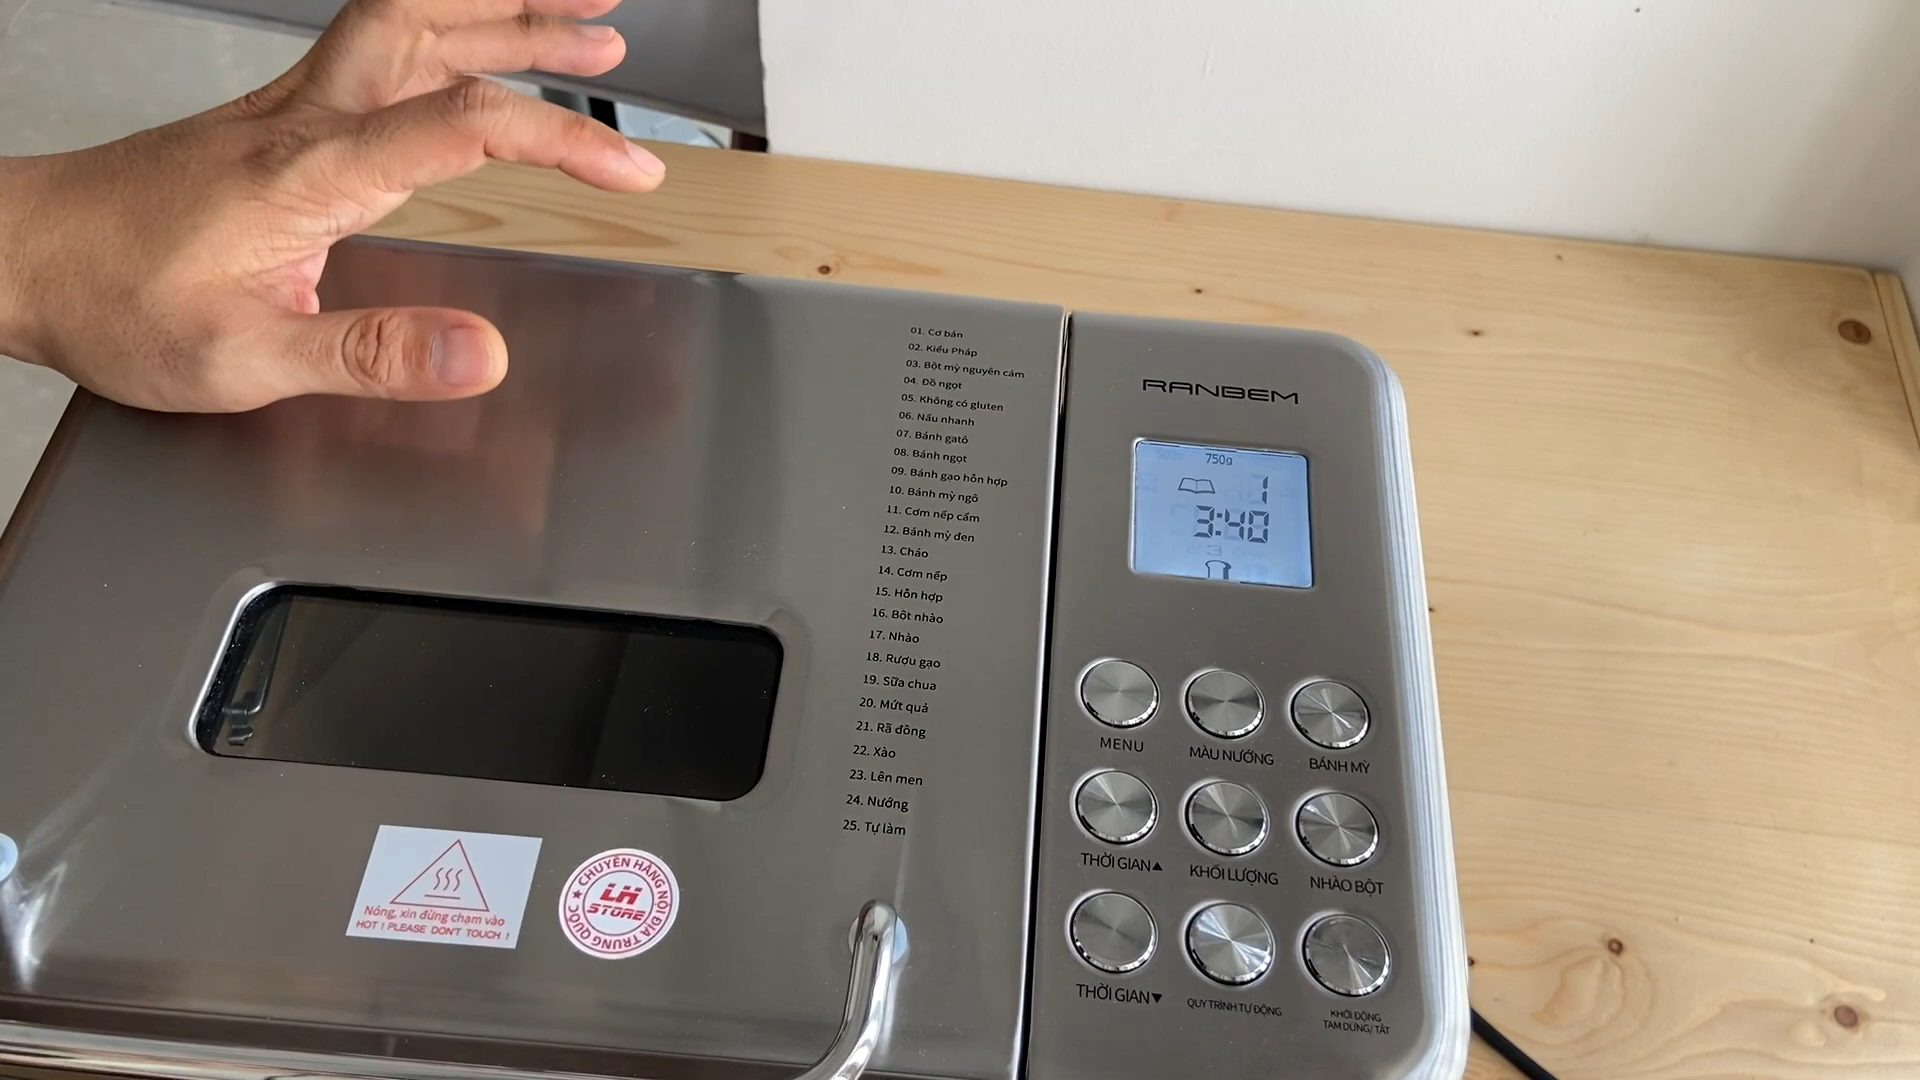 01. Cơ bản
02. Kiểu Pháp
03. Bột mỳ nguyên cám
04. Đồ ngọt
05. Không có gluten
06. Nấu nhanh
07. Bánh gatô
08. Bánh ngọt
09. Bánh gạo hỗn hợp
10. Bánh mỳ ngô
11. Cơm nếp cẩm
12. Bánh mỳ đen
13. Cháo
14. Cơm nếp
15. Hỗn hợp
16. Bột nhào
17. Nhào
18. Rượu gạo
19. Sữa chua
20. Mứt quả
21. Rã đông
22. Xào
23. Lên men
24. Nướng
25. Tự làm
Nóng, xin đừng chạm vào
HOT ! PLEASE DON'T TOUCH !
CHUYÊN HÀNG NỘI ĐỊA TRUNG QUỐC
LH
STORE
RANBEM
500g 750g
1
3:40
MENU MÀU NƯỚNG BÁNH MỲ
THỜI GIAN▲ KHỐI LƯỢNG NHÀO BỘT
THỜI GIAN▼ QUY TRÌNH TỰ ĐỘNG KHỞI ĐỘNG
TẠM DỪNG/ TẮT